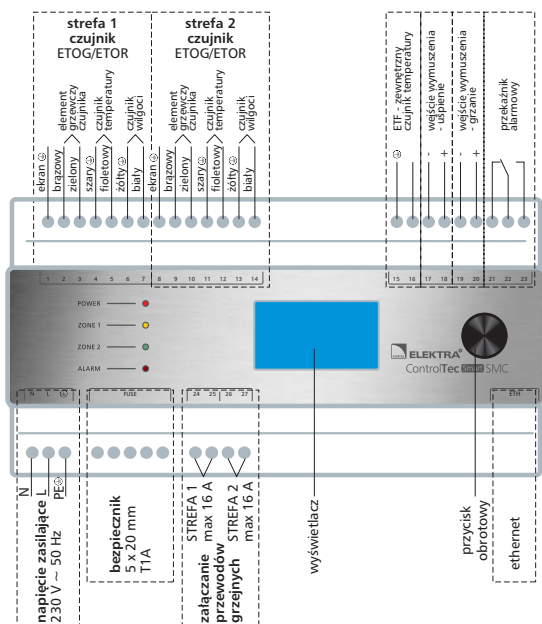 strefa 1
czujnik
ETOG/ETOR
strefa 2
czujnik
ETOG/ETOR
ekran
brązowy
element
grzewczy
czujnika
zielony
szary
czujnik
temperatury
fioletowy
żółty
czujnik
wilgoci
biały
ekran
brązowy
element
grzewczy
czujnika
zielony
szary
czujnik
temperatury
fioletowy
żółty
czujnik
wilgoci
biały
ETF - zewnętrzny
czujnik temperatury
wejście wymuszenia
- uśpienie
- +
wejście wymuszenia
- grzanie
- +
przekaźnik
alarmowy
1 2 3 4 5 6 7 8 9 10 11 12 13 14
15 16 17 18 19 20 21 22 23
POWER
ZONE 1
ZONE 2
ALARM
ELEKTRA®
ControlTec Smart SMC
N L
FUSE
24 25 26 27
ETH
N
L
PE
napięcie zasilające
230 V ~ 50 Hz
bezpiecznik
5 x 20 mm
T1A
STREFA 1
max 16 A
STREFA 2
max 16 A
załączanie
przewodów
grzejnych
wyświetlacz
przycisk
obrotowy
ethernet